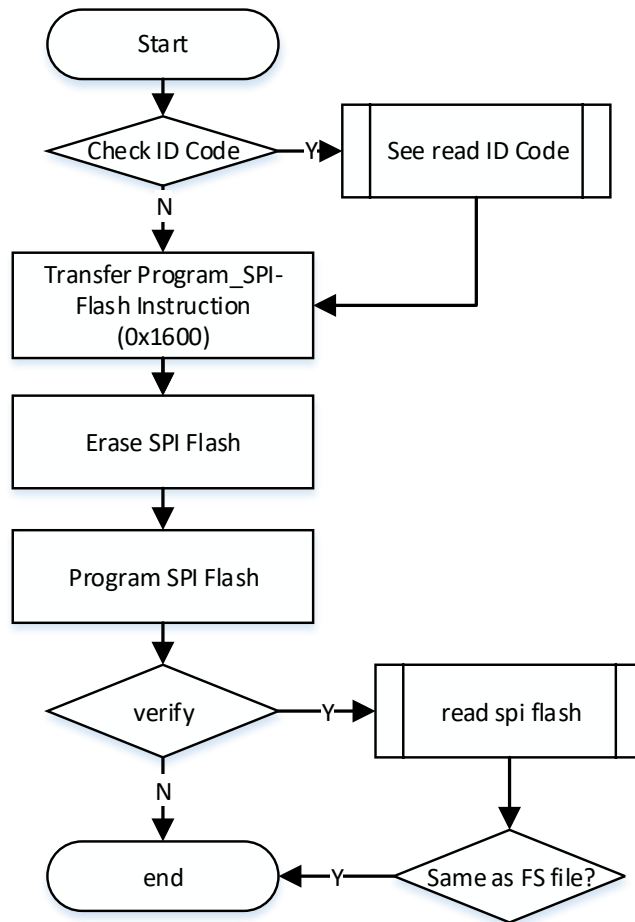 Start
Check ID Code
Y
See read ID Code
N
Transfer Program_SPI-
Flash Instruction
(0x1600)
Erase SPI Flash
Program SPI Flash
verify
Y
read spi flash
N
end
Y
Same as FS file?